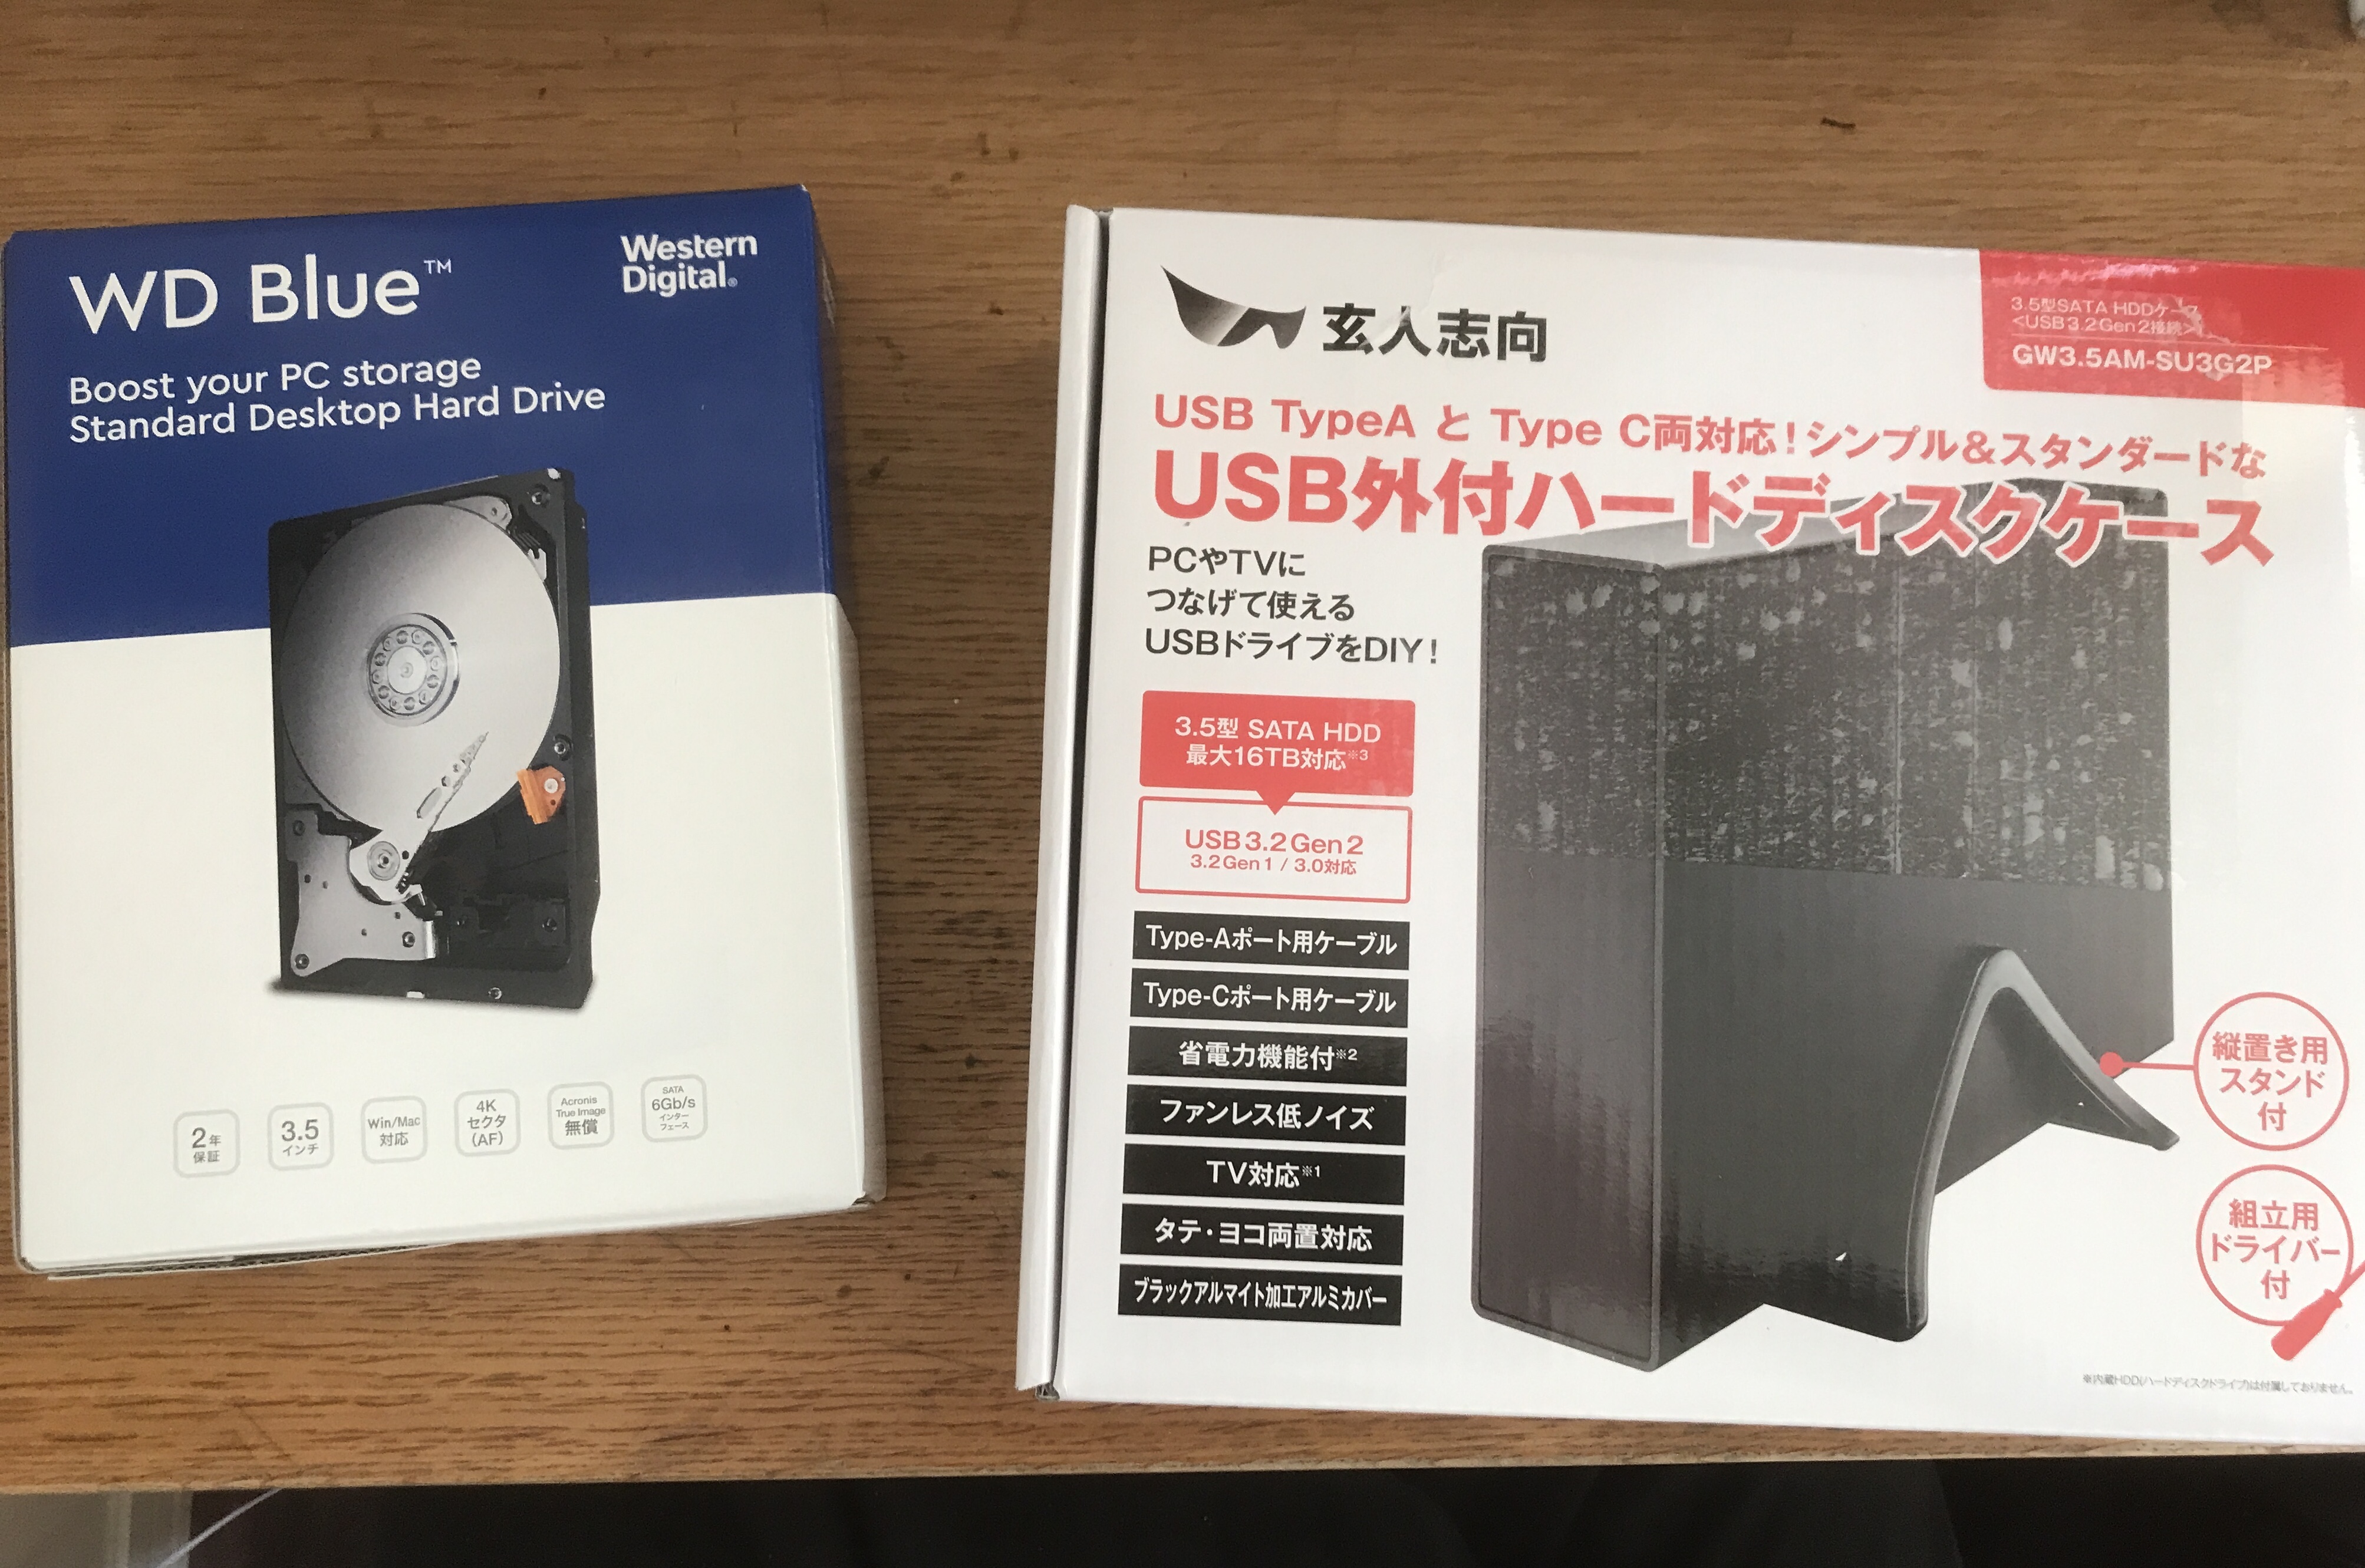 WD Blue™
Western
Digital®
Boost your PC storage
Standard Desktop Hard Drive
2年
保証
3.5
インチ
Win/Mac
対応
4K
セクタ
(AF)
Acronis
True Image
無償
SATA
6Gb/s
インター
フェース
玄人志向
3.5型SATA HDDケース
<USB3.2Gen2接続>
GW3.5AM-SU3G2P
USB TypeA と Type C両対応!シンプル&スタンダードな
USB外付ハードディスクケース
PCやTVに
つなげて使える
USBドライブをDIY!
3.5型 SATA HDD
最大16TB対応※3
USB3.2Gen2
3.2Gen1 / 3.0対応
Type-Aポート用ケーブル
Type-Cポート用ケーブル
省電力機能付※2
ファンレス低ノイズ
TV対応※1
タテ・ヨコ両置対応
ブラックアルマイト加工アルミカバー
縦置き用
スタンド
付
組立用
ドライバー
付
※内蔵HDD(ハードディスクドライブ)は付属しておりません。